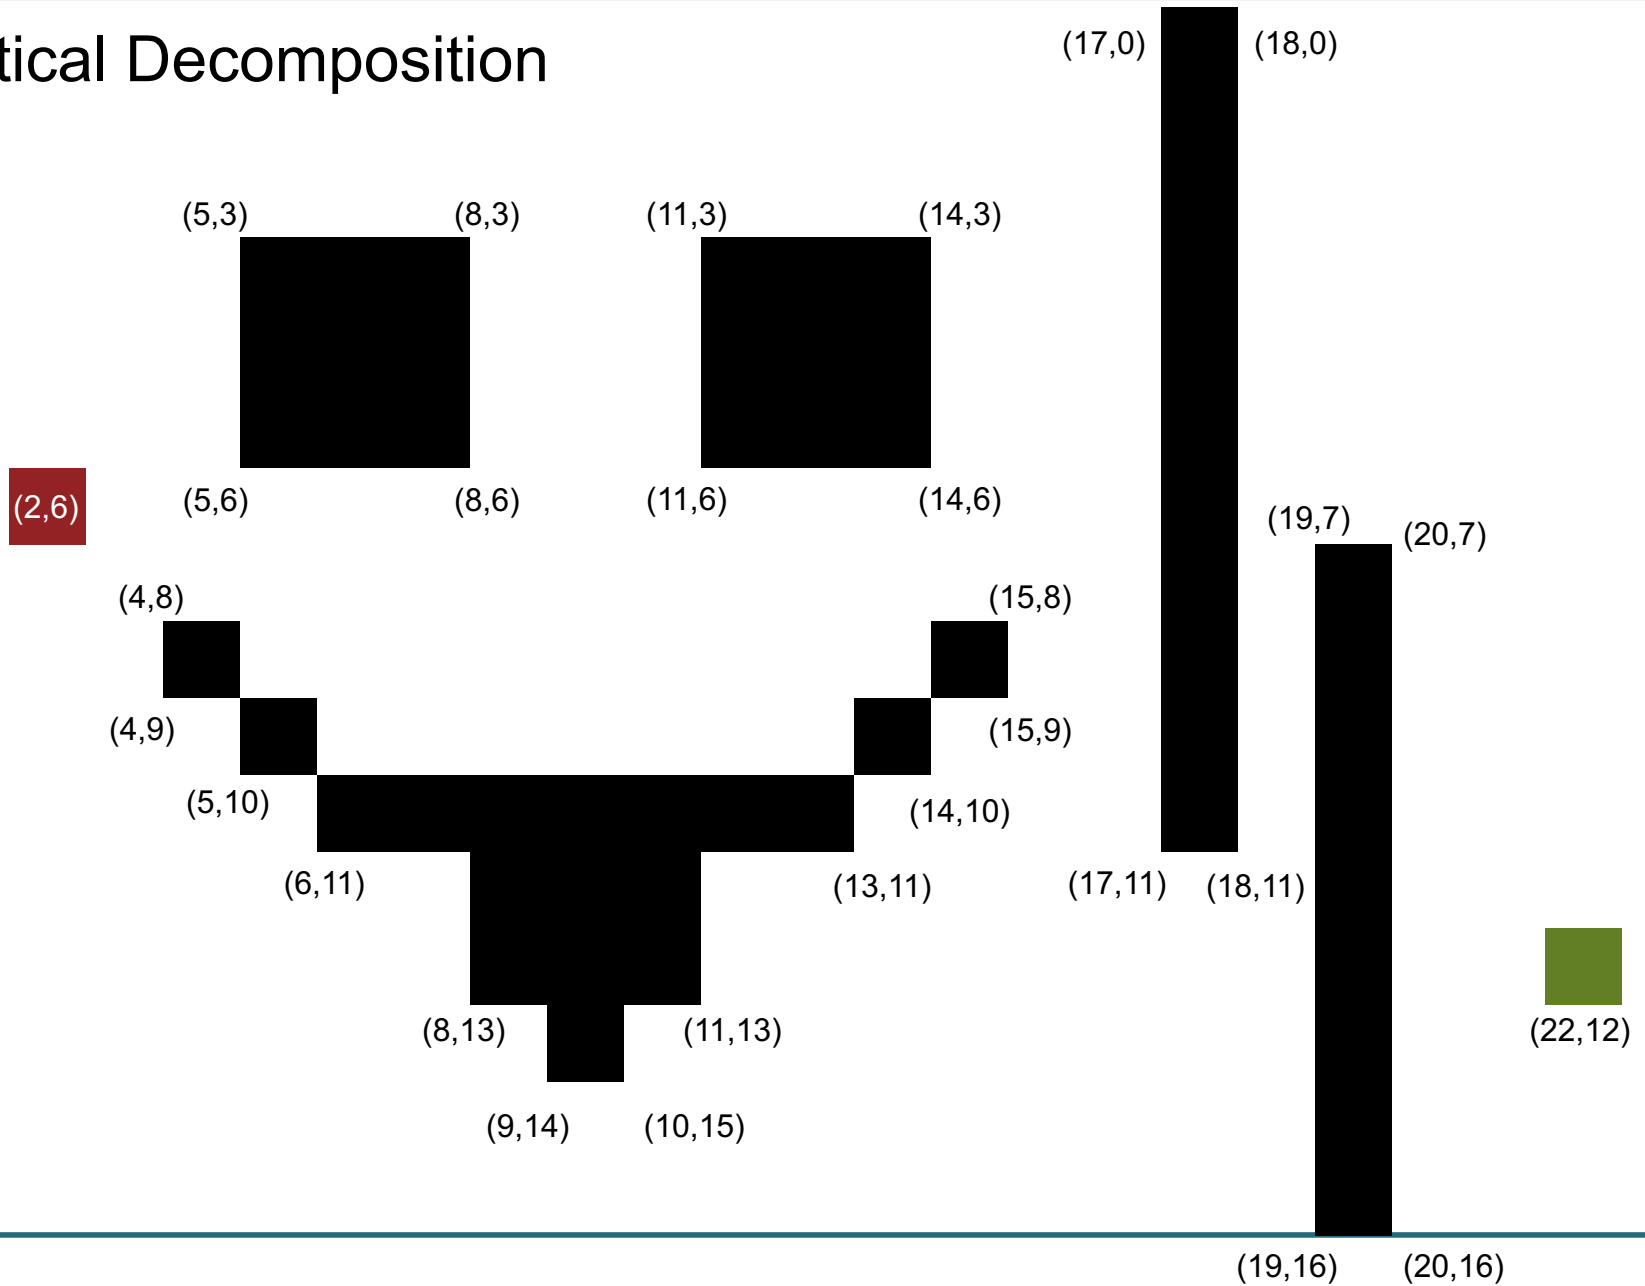 tical Decomposition
(17,0) (18,0)
(5,3) (8,3) (11,3) (14,3)
(2,6) (5,6) (8,6) (11,6) (14,6)
(19,7) (20,7)
(4,8) (15,8)
(4,9) (15,9)
(5,10) (14,10)
(6,11) (13,11) (17,11) (18,11)
(8,13) (11,13) (22,12)
(9,14) (10,15)
(19,16) (20,16)